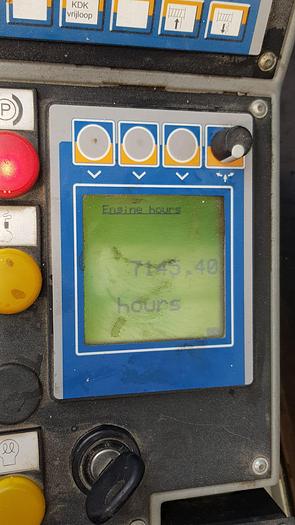 KDK
vrijloop
P
Engine hours
7145.40
hours